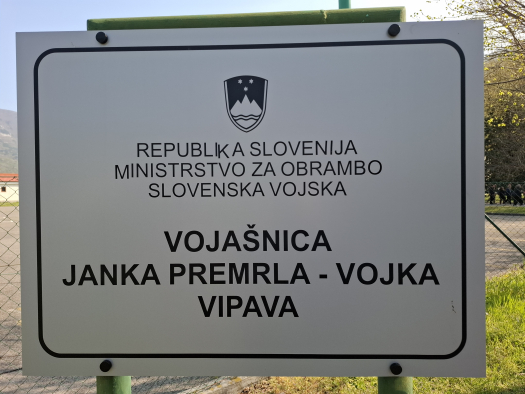 REPUBLIKA SLOVENIJA
MINISTRSTVO ZA OBRAMBO
SLOVENSKA VOJSKA
VOJAŠNICA
JANKA PREMRLA - VOJKA
VIPAVA